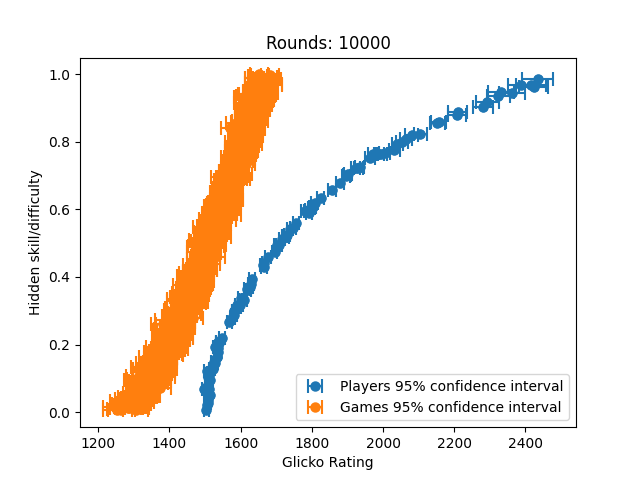 Rounds: 10000
1.0
0.8
0.6
0.4
0.2
0.0
Hidden skill/difficulty
Players 95% confidence interval
Games 95% confidence interval
1200 1400 1600 1800 2000 2200 2400
Glicko Rating